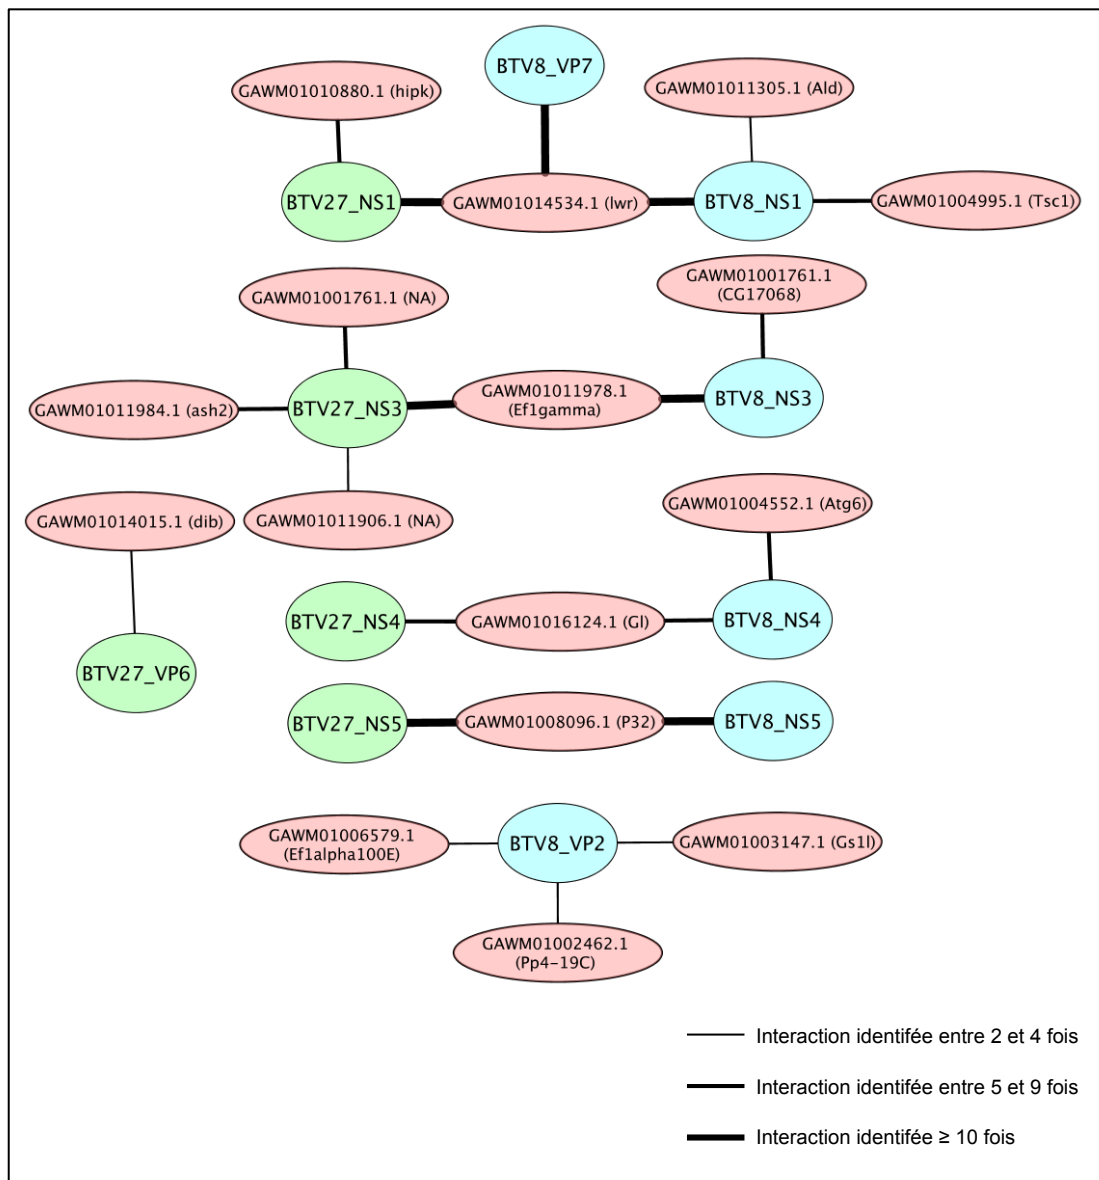 BTV8_VP7
GAWM01010880.1 (hipk)
GAWM01011305.1 (Ald)
BTV27_NS1
GAWM01014534.1 (lwr)
BTV8_NS1
GAWM01004995.1 (Tsc1)
GAWM01001761.1 (NA)
GAWM01001761.1
(CG17068)
GAWM01011984.1 (ash2)
BTV27_NS3
GAWM01011978.1
(Ef1gamma)
BTV8_NS3
GAWM01014015.1 (dib)
GAWM01011906.1 (NA)
GAWM01004552.1 (Atg6)
BTV27_VP6
BTV27_NS4
GAWM01016124.1 (Gl)
BTV8_NS4
BTV27_NS5
GAWM01008096.1 (P32)
BTV8_NS5
GAWM01006579.1
(Ef1alpha100E)
BTV8_VP2
GAWM01003147.1 (Gs1l)
GAWM01002462.1
(Pp4-19C)
Interaction identifée entre 2 et 4 fois
Interaction identifée entre 5 et 9 fois
Interaction identifée ≥ 10 fois